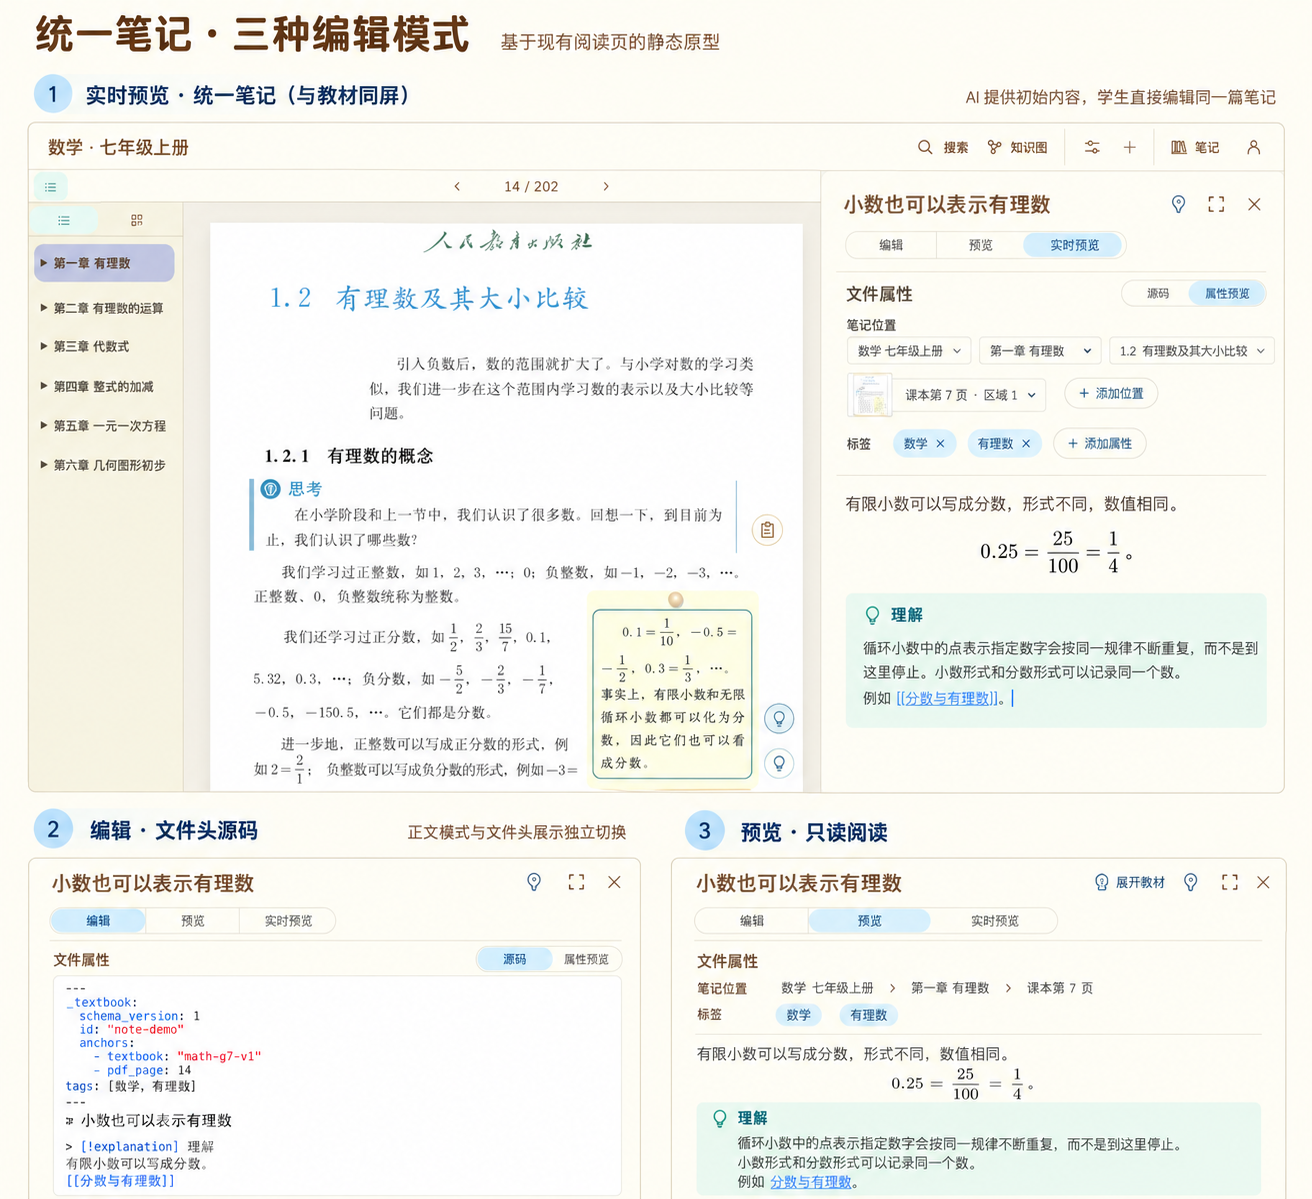 统一笔记 · 三种编辑模式
基于现有阅读页的静态原型
1 实时预览 · 统一笔记（与教材同屏）
AI 提供初始内容，学生直接编辑同一篇笔记
数学 · 七年级上册
搜索 知识图 笔记
14 / 202
第一章 有理数
第二章 有理数的运算
第三章 代数式
第四章 整式的加减
第五章 一元一次方程
第六章 几何图形初步
人民教育出版社
1.2 有理数及其大小比较
引入负数后，数的范围就扩大了。与小学对数的学习类
似，我们进一步在这个范围内学习数的表示以及大小比较等
问题。
1.2.1 有理数的概念
思考
在小学阶段和上一节中，我们认识了很多数。回想一下，到目前为
止，我们认识了哪些数？
我们学习过正整数，如 1，2，3，…；0；负整数，如 −1，−2，−3，…。
正整数、0，负整数统称为整数。
我们还学习过正分数，如 1/2，2/3，15/7，0.1，
5.32，0.3，…；负分数，如 −5/2，−2/3，−1/7，
−0.5，−150.5，…。它们都是分数。
进一步地，正整数可以写成正分数的形式，例
如 2=2/1； 负整数可以写成负分数的形式，例如 −3=
0.1=1/10，−0.5=
−1/2，0.3=1/3，…。
事实上，有限小数和无限
循环小数都可以化为分
数，因此它们也可以看
成分数。
小数也可以表示有理数
编辑 预览 实时预览
文件属性
源码 属性预览
笔记位置
数学 七年级上册 第一章 有理数 1.2 有理数及其大小比较
课本第 7 页 · 区域 1 + 添加位置
标签 数学 × 有理数 × + 添加属性
有限小数可以写成分数，形式不同，数值相同。
0.25 = 25/100 = 1/4。
理解
循环小数中的点表示指定数字会按同一规律不断重复，而不是到
这里停止。小数形式和分数形式可以记录同一个数。
例如 [[分数与有理数]]。
2 编辑 · 文件头源码
正文模式与文件头展示独立切换
小数也可以表示有理数
编辑 预览 实时预览
文件属性
源码 属性预览
---
_textbook:
schema_version: 1
id: "note-demo"
anchors:
- textbook: "math-g7-v1"
- pdf_page: 14
tags: [数学，有理数]
---
小数也可以表示有理数
> [!explanation] 理解
有限小数可以写成分数。
[[分数与有理数]]
3 预览 · 只读阅读
小数也可以表示有理数
展开教材
编辑 预览 实时预览
文件属性
笔记位置 数学 七年级上册 > 第一章 有理数 > 课本第 7 页
标签 数学 有理数
有限小数可以写成分数，形式不同，数值相同。
0.25 = 25/100 = 1/4。
理解
循环小数中的点表示指定数字会按同一规律不断重复，而不是到这里停止。
小数形式和分数形式可以记录同一个数。
例如 分数与有理数。